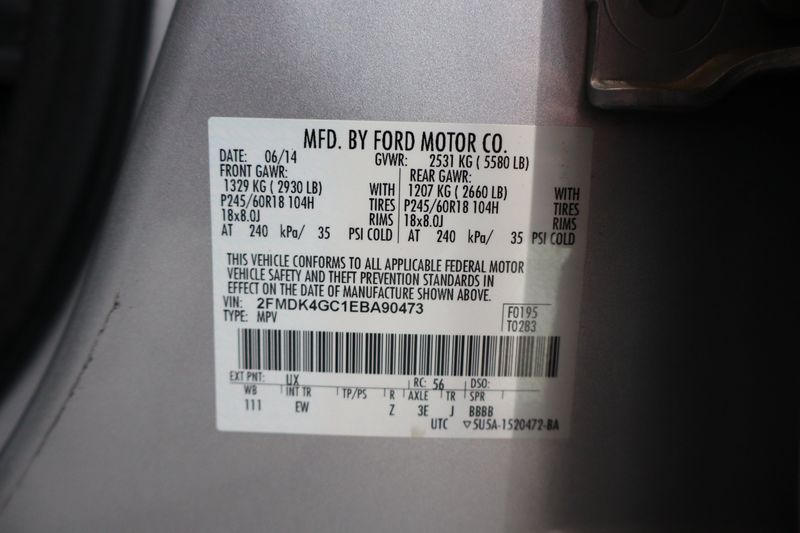 MFD. BY FORD MOTOR CO.
DATE: 06/14 GVWR: 2531 KG ( 5580 LB)
FRONT GAWR: REAR GAWR:
1329 KG ( 2930 LB) WITH 1207 KG ( 2660 LB) WITH
P245/60R18 104H TIRES P245/60R18 104H TIRES
18x8.0J RIMS 18x8.0J RIMS
AT 240 kPa/ 35 PSI COLD AT 240 kPa/ 35 PSI COLD
THIS VEHICLE CONFORMS TO ALL APPLICABLE FEDERAL MOTOR
VEHICLE SAFETY AND THEFT PREVENTION STANDARDS IN
EFFECT ON THE DATE OF MANUFACTURE SHOWN ABOVE.
VIN: 2FMDK4GC1EBA90473 F0195
TYPE: MPV T0283
EXT PNT: UX RC: 56 DSO:
WB INT TR TP/PS R AXLE TR SPR
111 EW Z 3E J BBBB
UTC ▽5U5A-1520472-BA